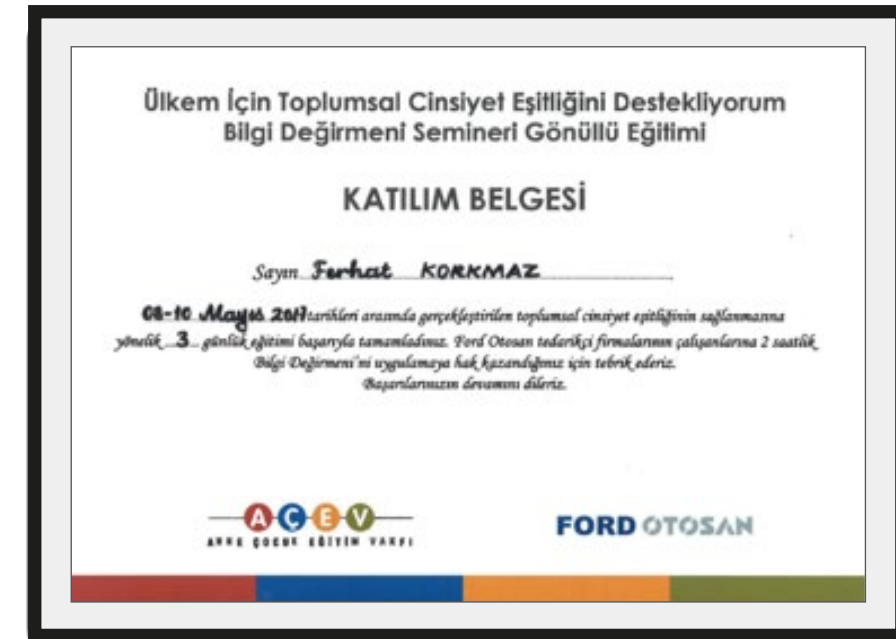 Ülkem İçin Toplumsal Cinsiyet Eşitliğini Destekliyorum
Bilgi Değirmeni Semineri Gönüllü Eğitimi
KATILIM BELGESİ
Sayın Ferhat KORKMAZ
08-10 Mayıs 2017 tarihleri arasında gerçekleştirilen toplumsal cinsiyet eşitliğinin sağlanmasına
yönelik 3 günlük eğitimi başarıyla tamamladınız. Ford Otosan tedarikçi firmalarının çalışanlarına 2 saatlik
Bilgi Değirmeni'ni uygulamaya hak kazandığınız için tebrik ederiz.
Başarılarınızın devamını dileriz.
AÇEV
ANNE ÇOCUK EĞİTİM VAKFI
FORD OTOSAN